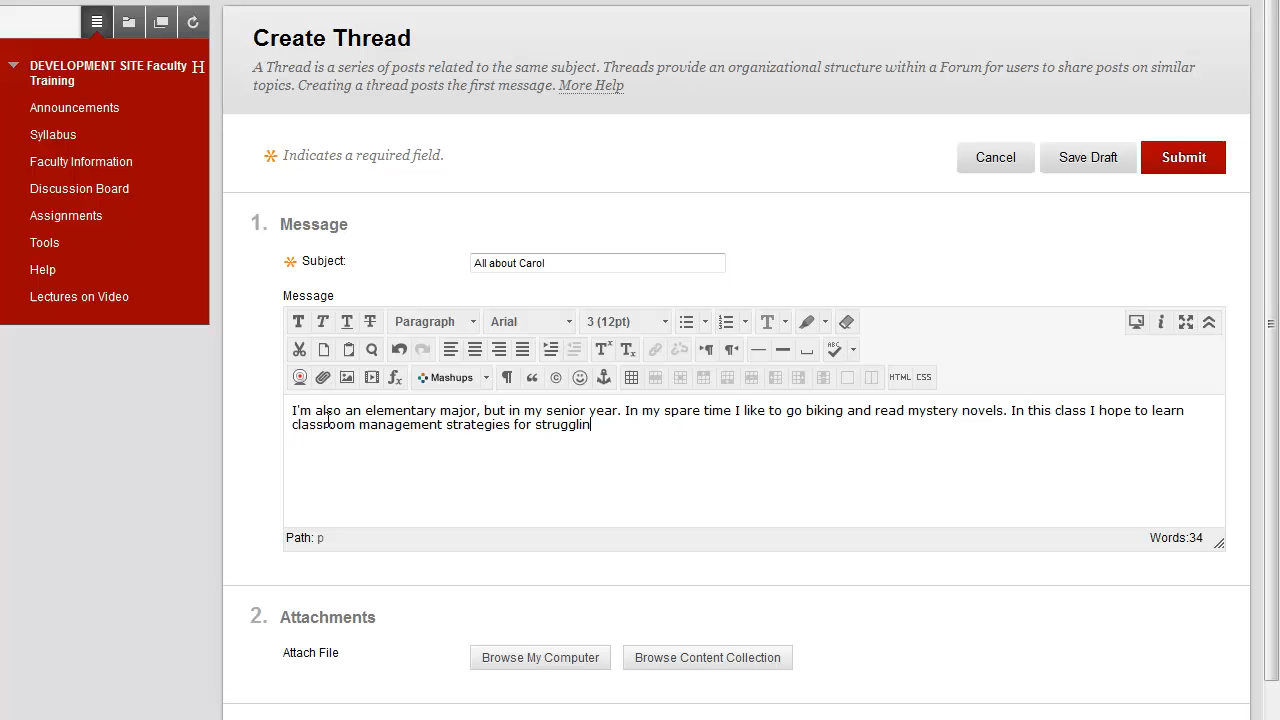 DEVELOPMENT SITE Faculty
Training
Announcements
Syllabus
Faculty Information
Discussion Board
Assignments
Tools
Help
Lectures on Video
Create Thread
A Thread is a series of posts related to the same subject. Threads provide an organizational structure within a Forum for users to share posts on similar
topics. Creating a thread posts the first message. More Help
Indicates a required field.
Cancel
Save Draft
Submit
1. Message
Subject:
All about Carol
Message
T T T T Paragraph Arial 3 (12pt) T
ABC
Mashups
HTML CSS
I'm also an elementary major, but in my senior year. In my spare time I like to go biking and read mystery novels. In this class I hope to learn
classroom management strategies for strugglin
Path: p
Words:34
2. Attachments
Attach File
Browse My Computer
Browse Content Collection